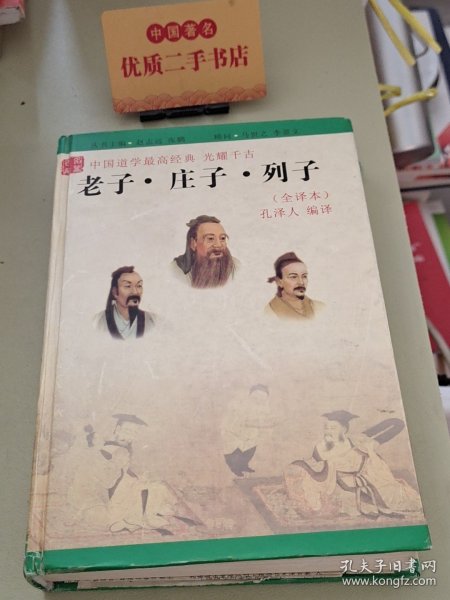 中国著名
优质二手书店
中国道学最高经典 光耀千古
老子·庄子·列子
(全译本)
孔泽人 编译
孔夫子旧书网
www.kongfz.com